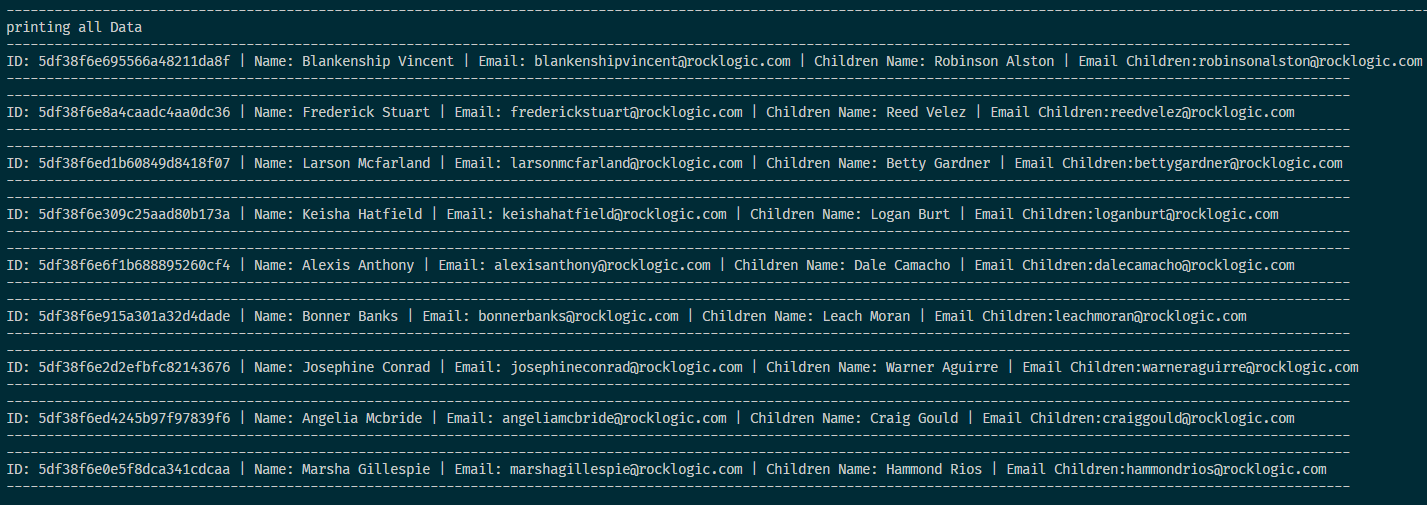 printing all Data
ID: 5df38f6e695566a48211da8f | Name: Blankenship Vincent | Email: blankenshipvincent@rocklogic.com | Children Name: Robinson Alston | Email Children:robinsonalston@rocklogic.com
ID: 5df38f6e8a4caadc4aa0dc36 | Name: Frederick Stuart | Email: frederickstuart@rocklogic.com | Children Name: Reed Velez | Email Children:reedvelez@rocklogic.com
ID: 5df38f6ed1b60849d8418f07 | Name: Larson Mcfarland | Email: larsonmcfarland@rocklogic.com | Children Name: Betty Gardner | Email Children:bettygardner@rocklogic.com
ID: 5df38f6e309c25aad80b173a | Name: Keisha Hatfield | Email: keishahatfield@rocklogic.com | Children Name: Logan Burt | Email Children:loganburt@rocklogic.com
ID: 5df38f6e6f1b688895260cf4 | Name: Alexis Anthony | Email: alexisanthony@rocklogic.com | Children Name: Dale Camacho | Email Children:dalecamacho@rocklogic.com
ID: 5df38f6e915a301a32d4dade | Name: Bonner Banks | Email: bonnerbanks@rocklogic.com | Children Name: Leach Moran | Email Children:leachmoran@rocklogic.com
ID: 5df38f6e2d2efbfc82143676 | Name: Josephine Conrad | Email: josephineconrad@rocklogic.com | Children Name: Warner Aguirre | Email Children:warneraguirre@rocklogic.com
ID: 5df38f6ed4245b97f97839f6 | Name: Angelia Mcbride | Email: angeliamcbride@rocklogic.com | Children Name: Craig Gould | Email Children:craiggould@rocklogic.com
ID: 5df38f6e0e5f8dca341cdcaa | Name: Marsha Gillespie | Email: marshagillespie@rocklogic.com | Children Name: Hammond Rios | Email Children:hammondrios@rocklogic.com